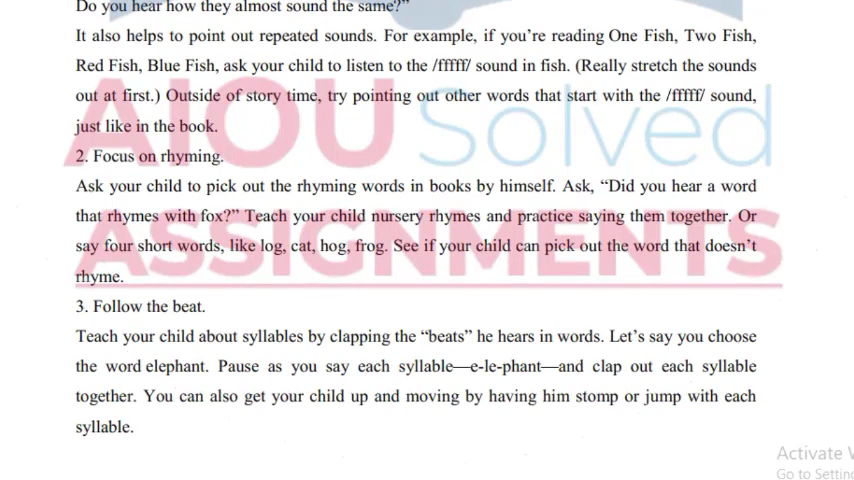 Do you hear how they almost sound the same?”
It also helps to point out repeated sounds. For example, if you’re reading One Fish, Two Fish,
Red Fish, Blue Fish, ask your child to listen to the /fffff/ sound in fish. (Really stretch the sounds
out at first.) Outside of story time, try pointing out other words that start with the /fffff/ sound,
just like in the book.
2. Focus on rhyming.
Ask your child to pick out the rhyming words in books by himself. Ask, “Did you hear a word
that rhymes with fox?” Teach your child nursery rhymes and practice saying them together. Or
say four short words, like log, cat, hog, frog. See if your child can pick out the word that doesn’t
rhyme.
3. Follow the beat.
Teach your child about syllables by clapping the “beats” he hears in words. Let’s say you choose
the word elephant. Pause as you say each syllable—e-le-phant—and clap out each syllable
together. You can also get your child up and moving by having him stomp or jump with each
syllable.
AIOU Solved
ASSIGNMENTS
Activate
Go to